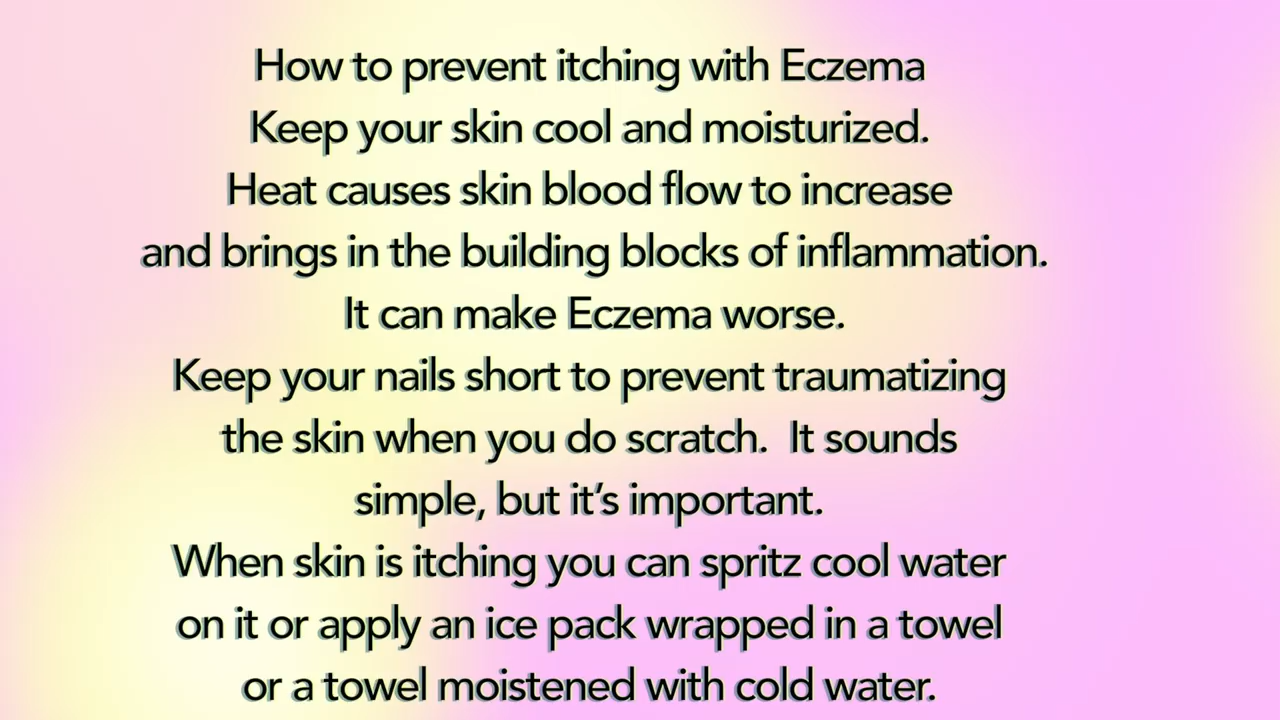 How to prevent itching with Eczema
Keep your skin cool and moisturized.
Heat causes skin blood flow to increase
and brings in the building blocks of inflammation.
It can make Eczema worse.
Keep your nails short to prevent traumatizing
the skin when you do scratch.  It sounds
simple, but it’s important.
When skin is itching you can spritz cool water
on it or apply an ice pack wrapped in a towel
or a towel moistened with cold water.